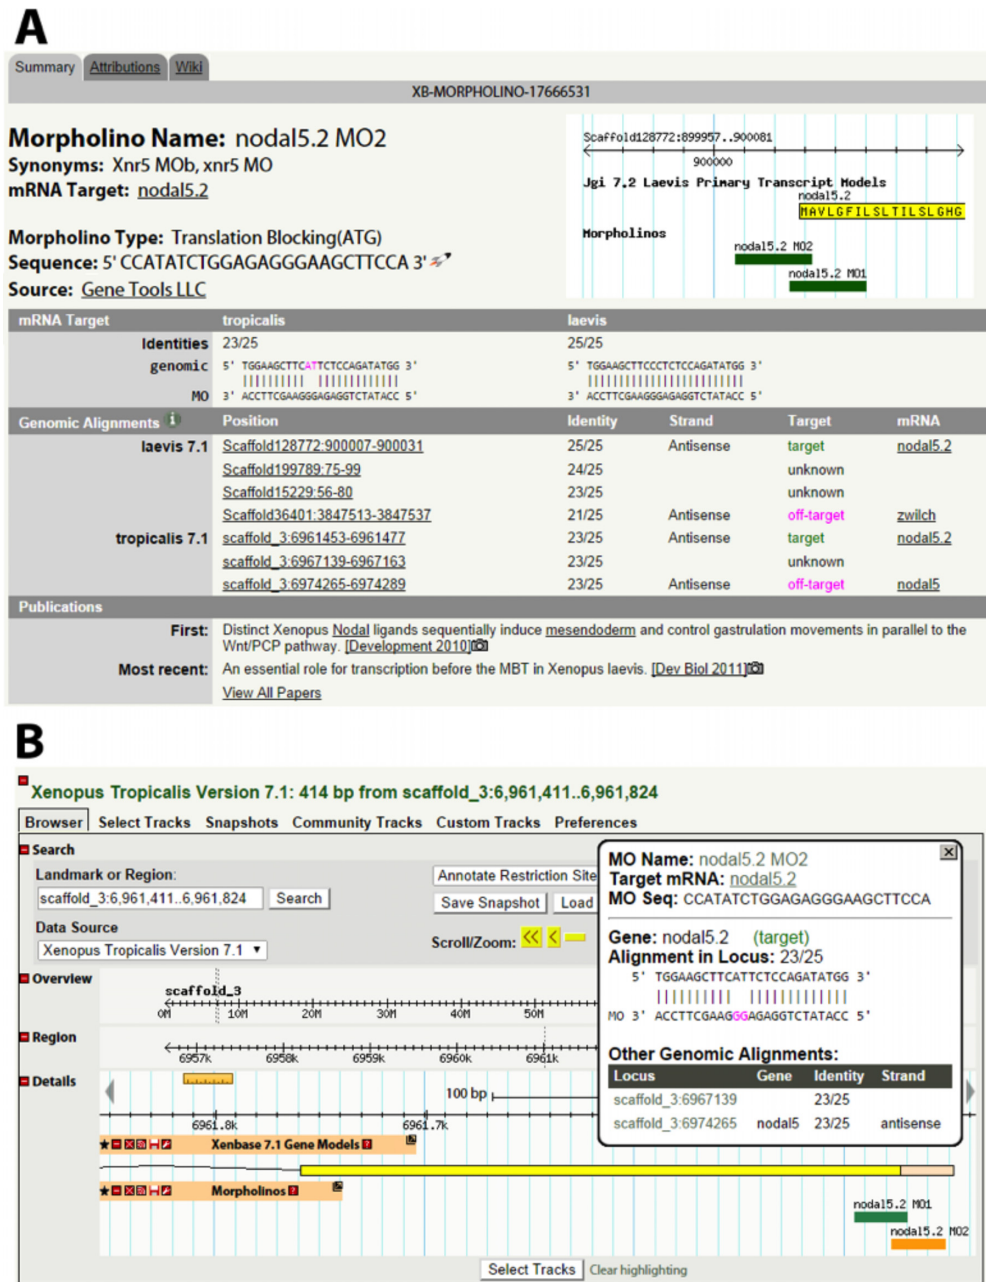 A
Summary Attributions Wiki
XB-MORPHOLINO-17666531
Morpholino Name: nodal5.2 MO2
Synonyms: Xnr5 MOb, xnr5 MO
mRNA Target: nodal5.2
Morpholino Type: Translation Blocking(ATG)
Sequence: 5' CCATATCTGGAGAGGGAAGCTTCCA 3'
Source: Gene Tools LLC
Scaffold128772:899957..900081
900000
Jgi 7.2 Laevis Primary Transcript Models
nodal5.2
MAVLGFILSLTILSLGHG
Morpholinos
nodal5.2 MO2
nodal5.2 MO1
mRNA Target tropicalis laevis
Identities 23/25 25/25
genomic 5' TGGAAGCTTCATTCTCCAGATATGG 3' 5' TGGAAGCTTCCCTCTCCAGATATGG 3'
MO 3' ACCTTCGAAGGGAGAGGTCTATACC 5' 3' ACCTTCGAAGGGAGAGGTCTATACC 5'
Genomic Alignments i Position Identity Strand Target mRNA
laevis 7.1 Scaffold128772:900007-900031 25/25 Antisense target nodal5.2
Scaffold199789:75-99 24/25 unknown
Scaffold15229:56-80 23/25 unknown
Scaffold36401:3847513-3847537 21/25 Antisense off-target zwilch
tropicalis 7.1 scaffold_3:6961453-6961477 23/25 Antisense target nodal5.2
scaffold_3:6967139-6967163 23/25 unknown
scaffold_3:6974265-6974289 23/25 Antisense off-target nodal5
Publications
First: Distinct Xenopus Nodal ligands sequentially induce mesendoderm and control gastrulation movements in parallel to the
Wnt/PCP pathway. [Development 2010]
Most recent: An essential role for transcription before the MBT in Xenopus laevis. [Dev Biol 2011]
View All Papers
B
Xenopus Tropicalis Version 7.1: 414 bp from scaffold_3:6,961,411..6,961,824
Browser Select Tracks Snapshots Community Tracks Custom Tracks Preferences
Search
Landmark or Region:
scaffold_3:6,961,411..6,961,824 Search
Data Source
Xenopus Tropicalis Version 7.1
Annotate Restriction Site
Save Snapshot Load
Scroll/Zoom:
Overview
scaffold_3
0M 10M 20M 30M 40M 50M
Region
6957k 6958k 6959k 6960k 6961k
Details
100 bp
6961.8k 6961.7k
Xenbase 7.1 Gene Models ?
Morpholinos ?
nodal5.2 MO1
nodal5.2 MO2
Select Tracks Clear highlighting
MO Name: nodal5.2 MO2
Target mRNA: nodal5.2
MO Seq: CCATATCTGGAGAGGGAAGCTTCCA
Gene: nodal5.2 (target)
Alignment in Locus: 23/25
5' TGGAAGCTTCATTCTCCAGATATGG 3'
MO 3' ACCTTCGAAGGGAGAGGTCTATACC 5'
Other Genomic Alignments:
Locus Gene Identity Strand
scaffold_3:6967139 23/25
scaffold_3:6974265 nodal5 23/25 antisense